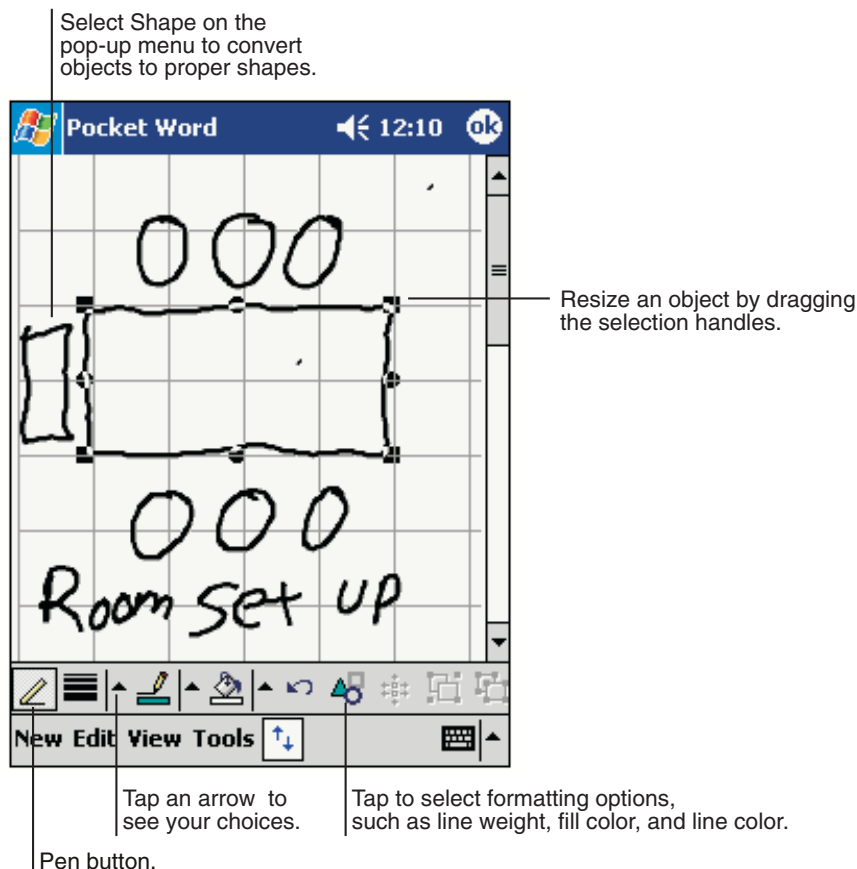 Select Shape on the
pop-up menu to convert
objects to proper shapes.
Pocket Word 12:10 ok
Resize an object by dragging
the selection handles.
Room set up
New Edit View Tools
Tap an arrow to
see your choices.
Tap to select formatting options,
such as line weight, fill color, and line color.
Pen button.